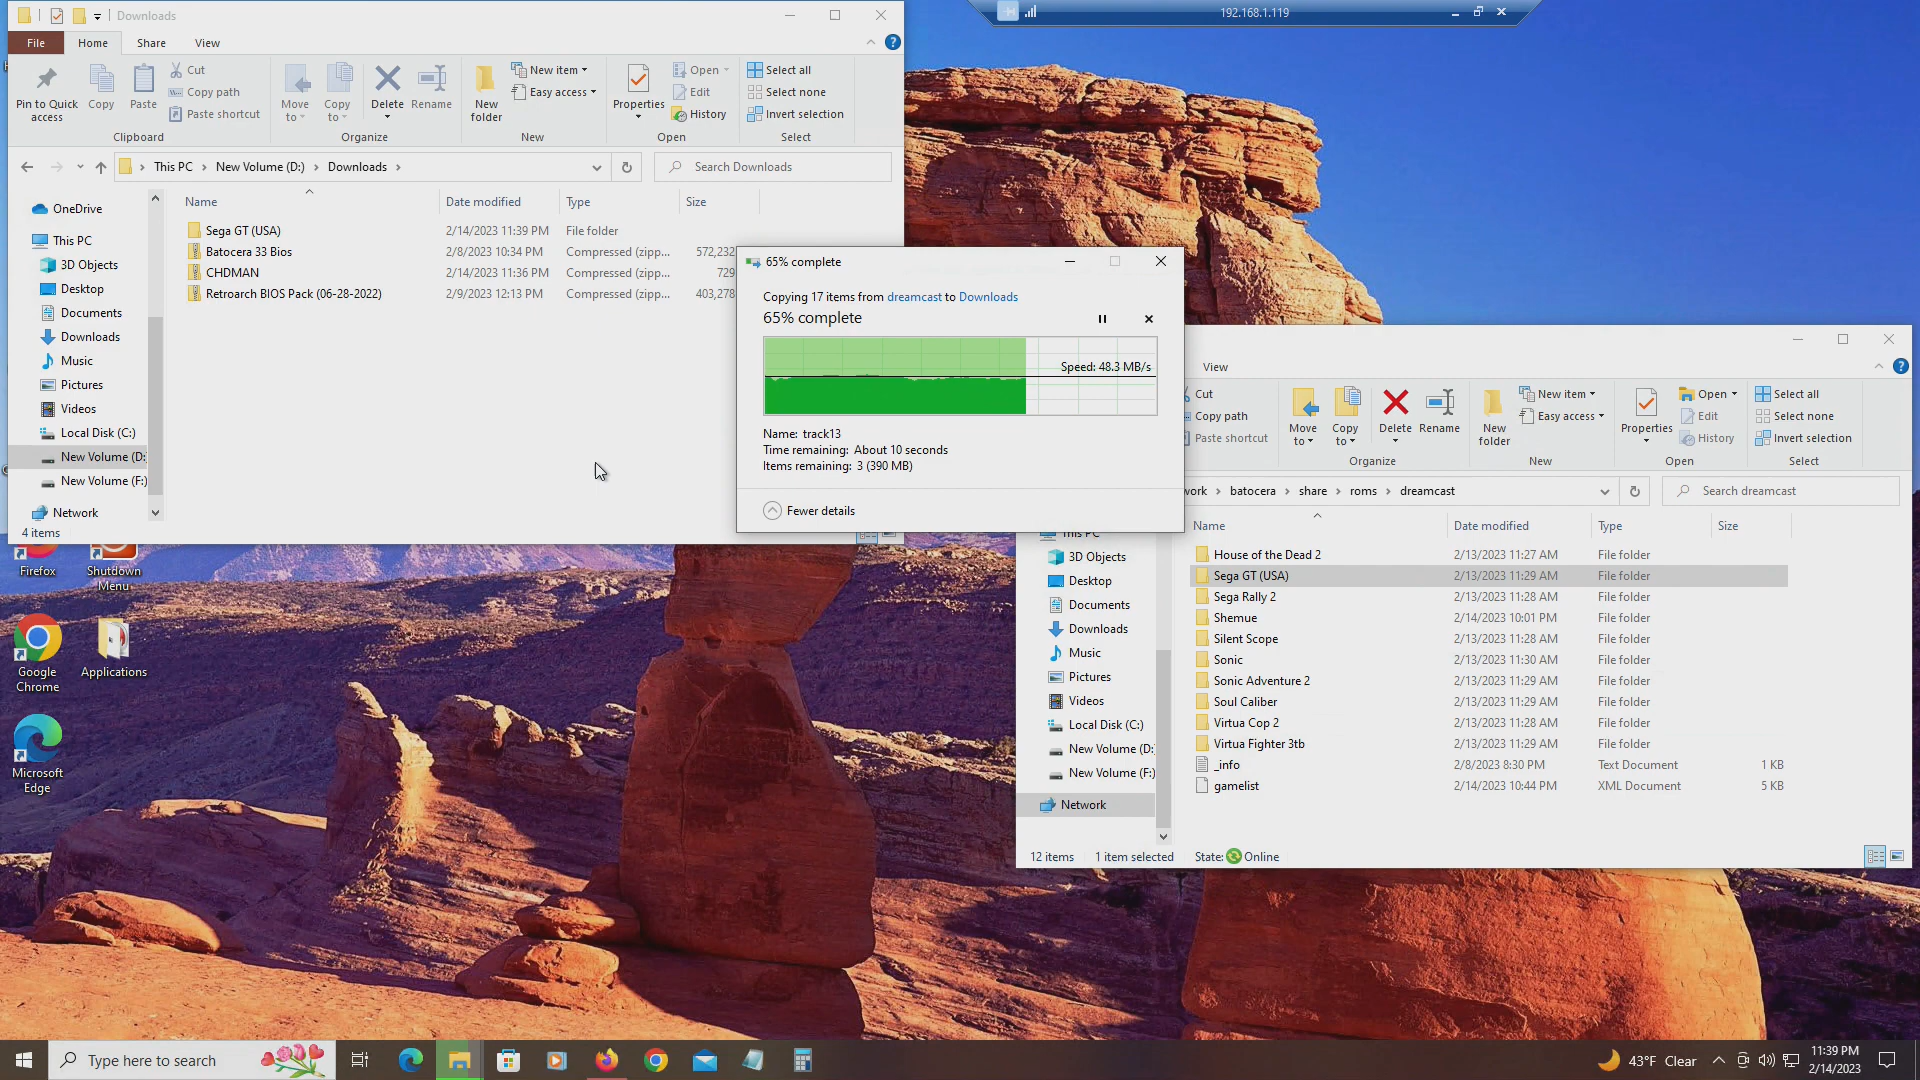 Downloads
File
Home
Share
View
Pin to Quick access
Copy
Paste
Cut
Copy path
Paste shortcut
Clipboard
Move to
Copy to
Delete
Rename
Organize
New folder
New item
Easy access
New
Properties
Open
Edit
History
Open
Select all
Select none
Invert selection
Select
This PC
New Volume (D:)
Downloads
Search Downloads
OneDrive
This PC
3D Objects
Desktop
Documents
Downloads
Music
Pictures
Videos
Local Disk (C:)
New Volume (D:
New Volume (F:)
Network
4 items
Name Date modified Type Size
Sega GT (USA) 2/14/2023 11:39 PM File folder
Batocera 33 Bios 2/8/2023 10:34 PM Compressed (zipp... 572,232
CHDMAN 2/14/2023 11:36 PM Compressed (zipp... 729
Retroarch BIOS Pack (06-28-2022) 2/9/2023 12:13 PM Compressed (zipp... 403,278
192.168.1.119
65% complete
Copying 17 items from dreamcast to Downloads
65% complete
Speed: 48.3 MB/s
Name: track13
Time remaining: About 10 seconds
Items remaining: 3 (390 MB)
Fewer details
View
Cut
Copy path
Paste shortcut
Move to
Copy to
Delete
Rename
Organize
New folder
New item
Easy access
New
Properties
Open
Edit
History
Open
Select all
Select none
Invert selection
Select
work
batocera
share
roms
dreamcast
Search dreamcast
This PC
3D Objects
Desktop
Documents
Downloads
Music
Pictures
Videos
Local Disk (C:)
New Volume (D:
New Volume (F:)
Network
Name Date modified Type Size
House of the Dead 2 2/13/2023 11:27 AM File folder
Sega GT (USA) 2/13/2023 11:29 AM File folder
Sega Rally 2 2/13/2023 11:28 AM File folder
Shemue 2/14/2023 10:01 PM File folder
Silent Scope 2/13/2023 11:28 AM File folder
Sonic 2/13/2023 11:30 AM File folder
Sonic Adventure 2 2/13/2023 11:29 AM File folder
Soul Caliber 2/13/2023 11:29 AM File folder
Virtua Cop 2 2/13/2023 11:28 AM File folder
Virtua Fighter 3tb 2/13/2023 11:29 AM File folder
_info 2/8/2023 8:30 PM Text Document 1 KB
gamelist 2/14/2023 10:44 PM XML Document 5 KB
12 items 1 item selected State: Online
Firefox
Shutdown Menu
Google Chrome
Applications
Microsoft Edge
Type here to search
43°F Clear
11:39 PM
2/14/2023